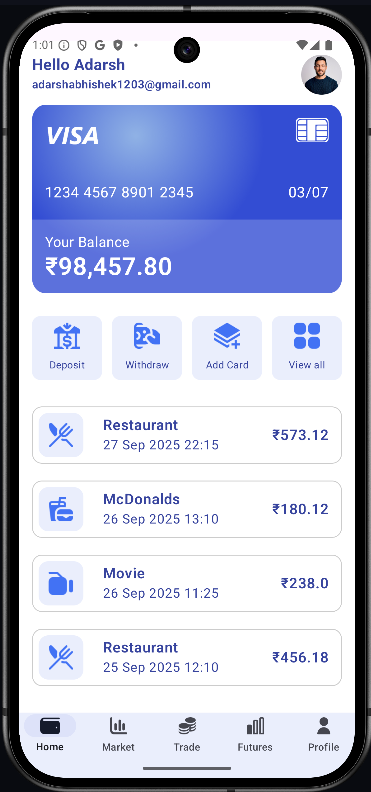 1:01
Hello Adarsh
adarshabhishek1203@gmail.com
VISA
1234 4567 8901 2345 03/07
Your Balance
₹98,457.80
Deposit Withdraw Add Card View all
Restaurant
27 Sep 2025 22:15 ₹573.12
McDonalds
26 Sep 2025 13:10 ₹180.12
Movie
26 Sep 2025 11:25 ₹238.0
Restaurant
25 Sep 2025 12:10 ₹456.18
Home Market Trade Futures Profile